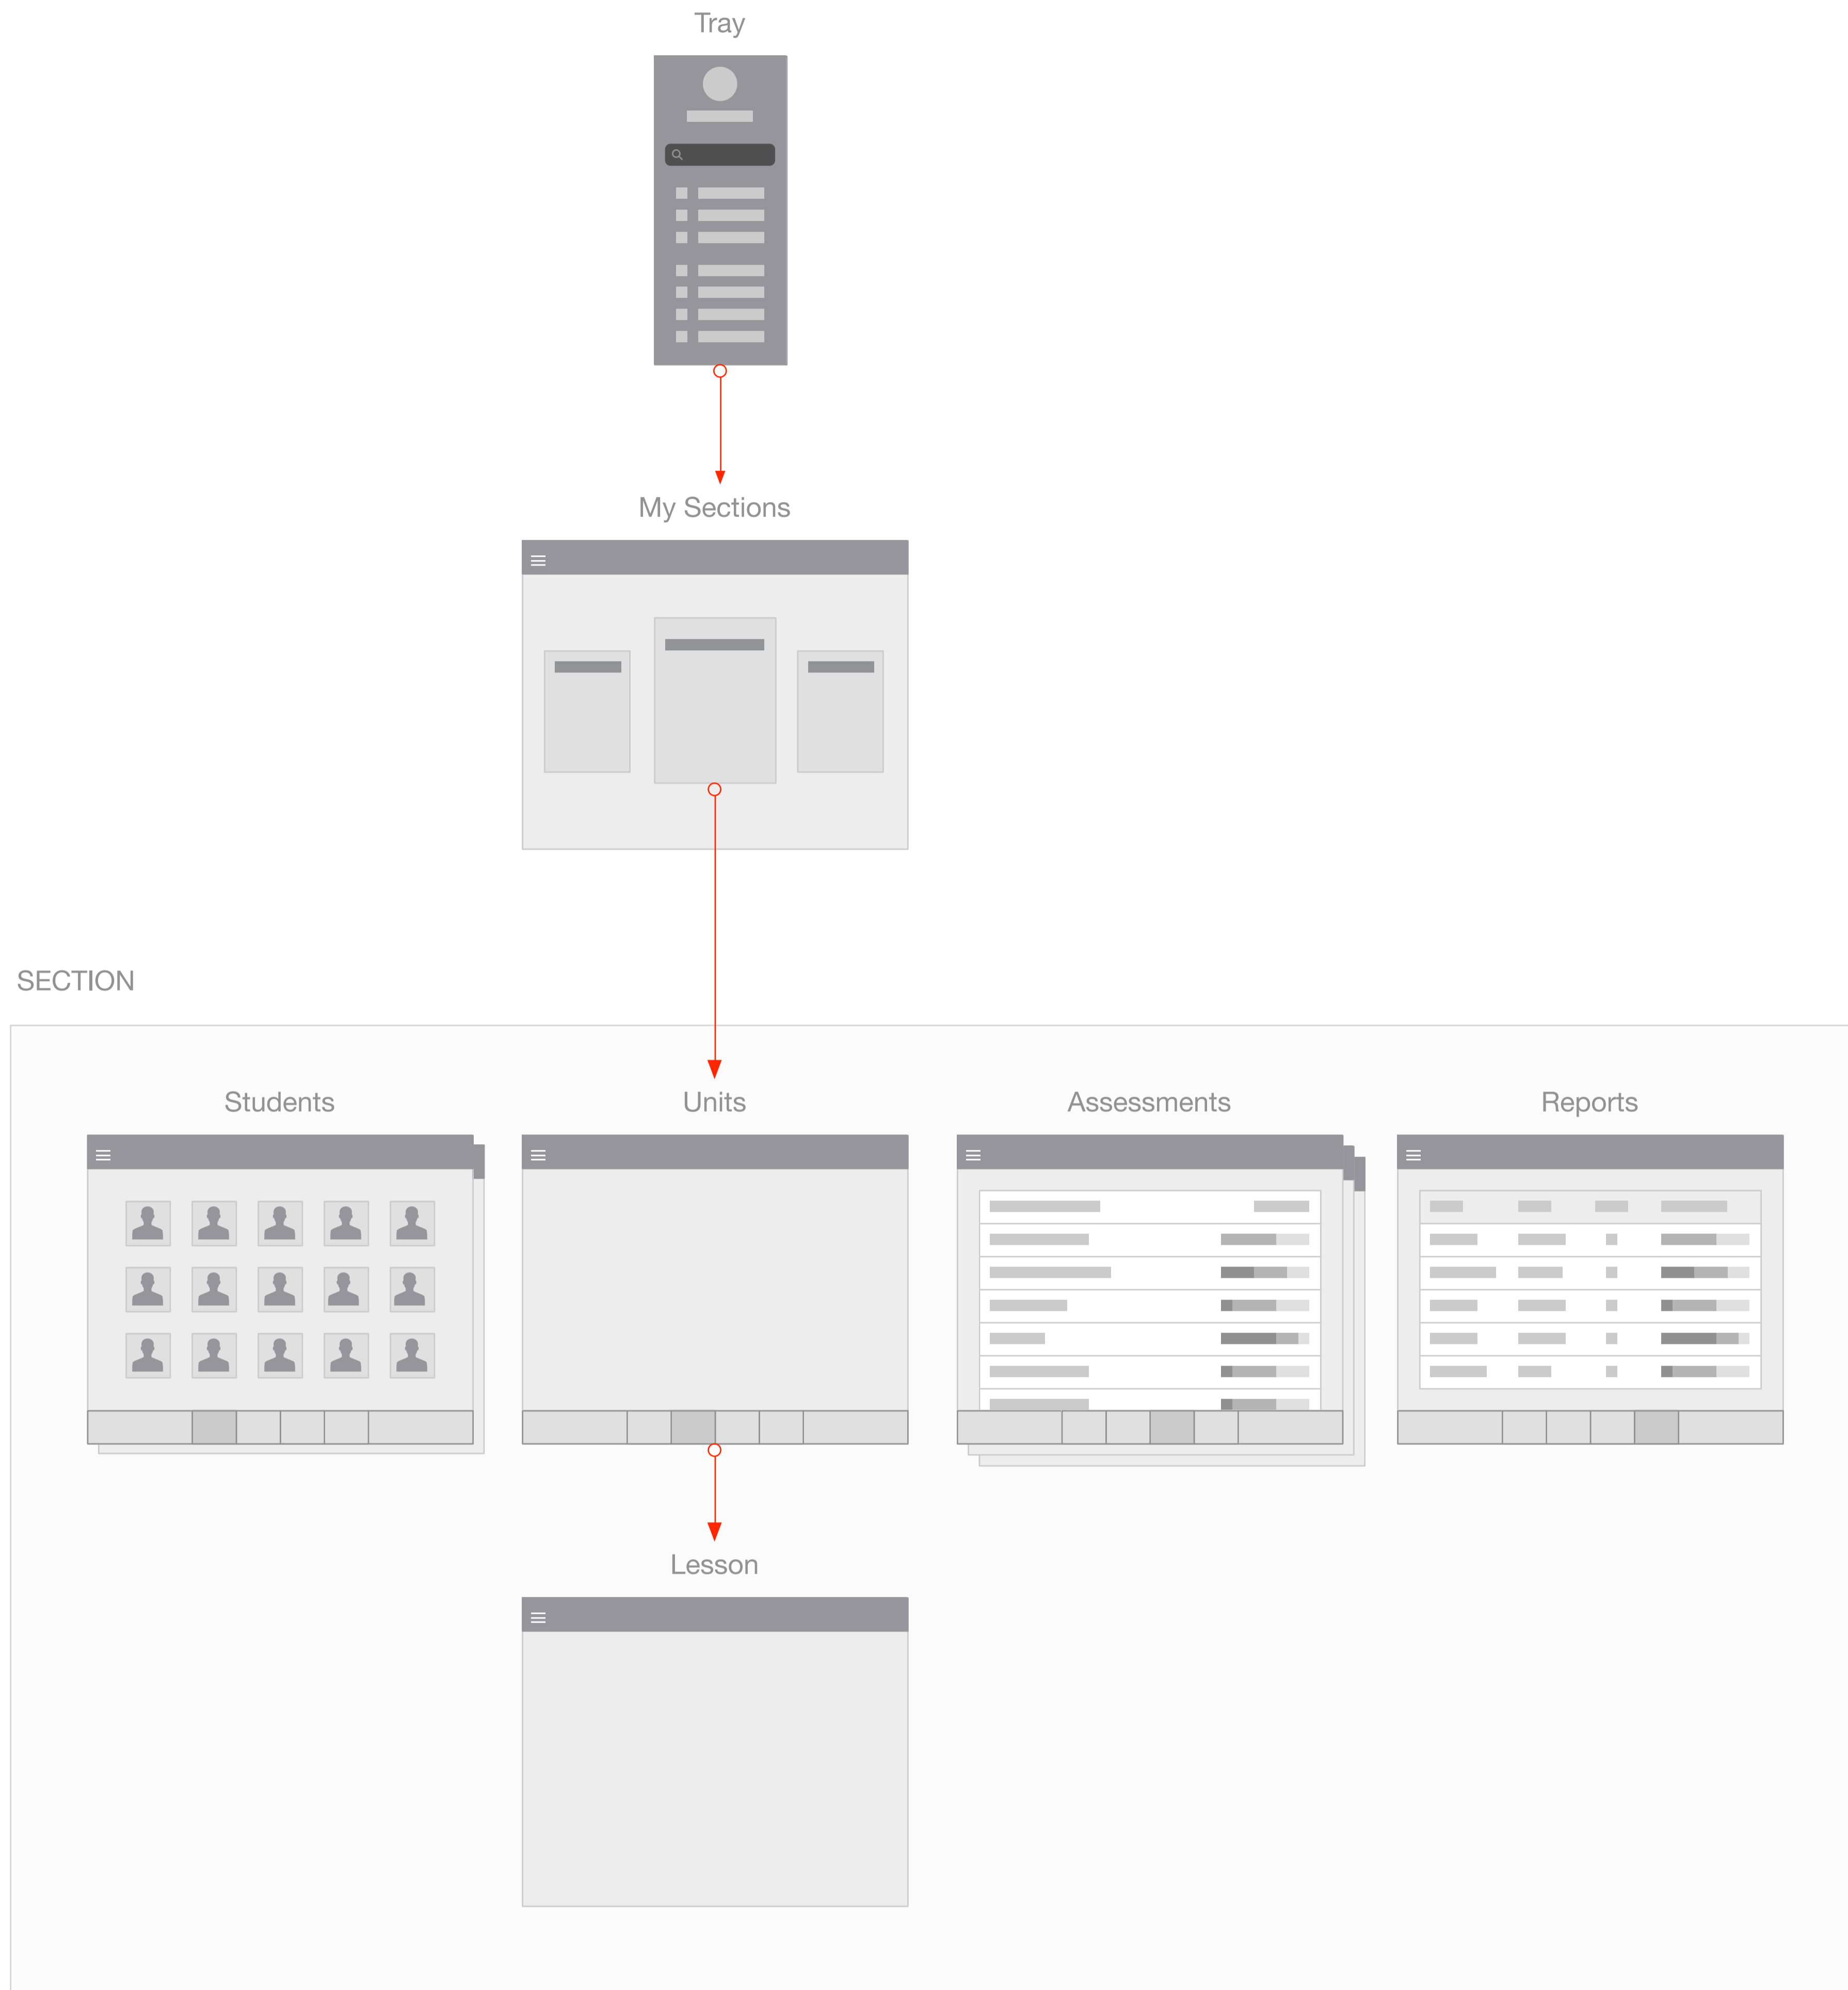 Tray
My Sections
SECTION
Students
Units
Assessments
Reports
Lesson